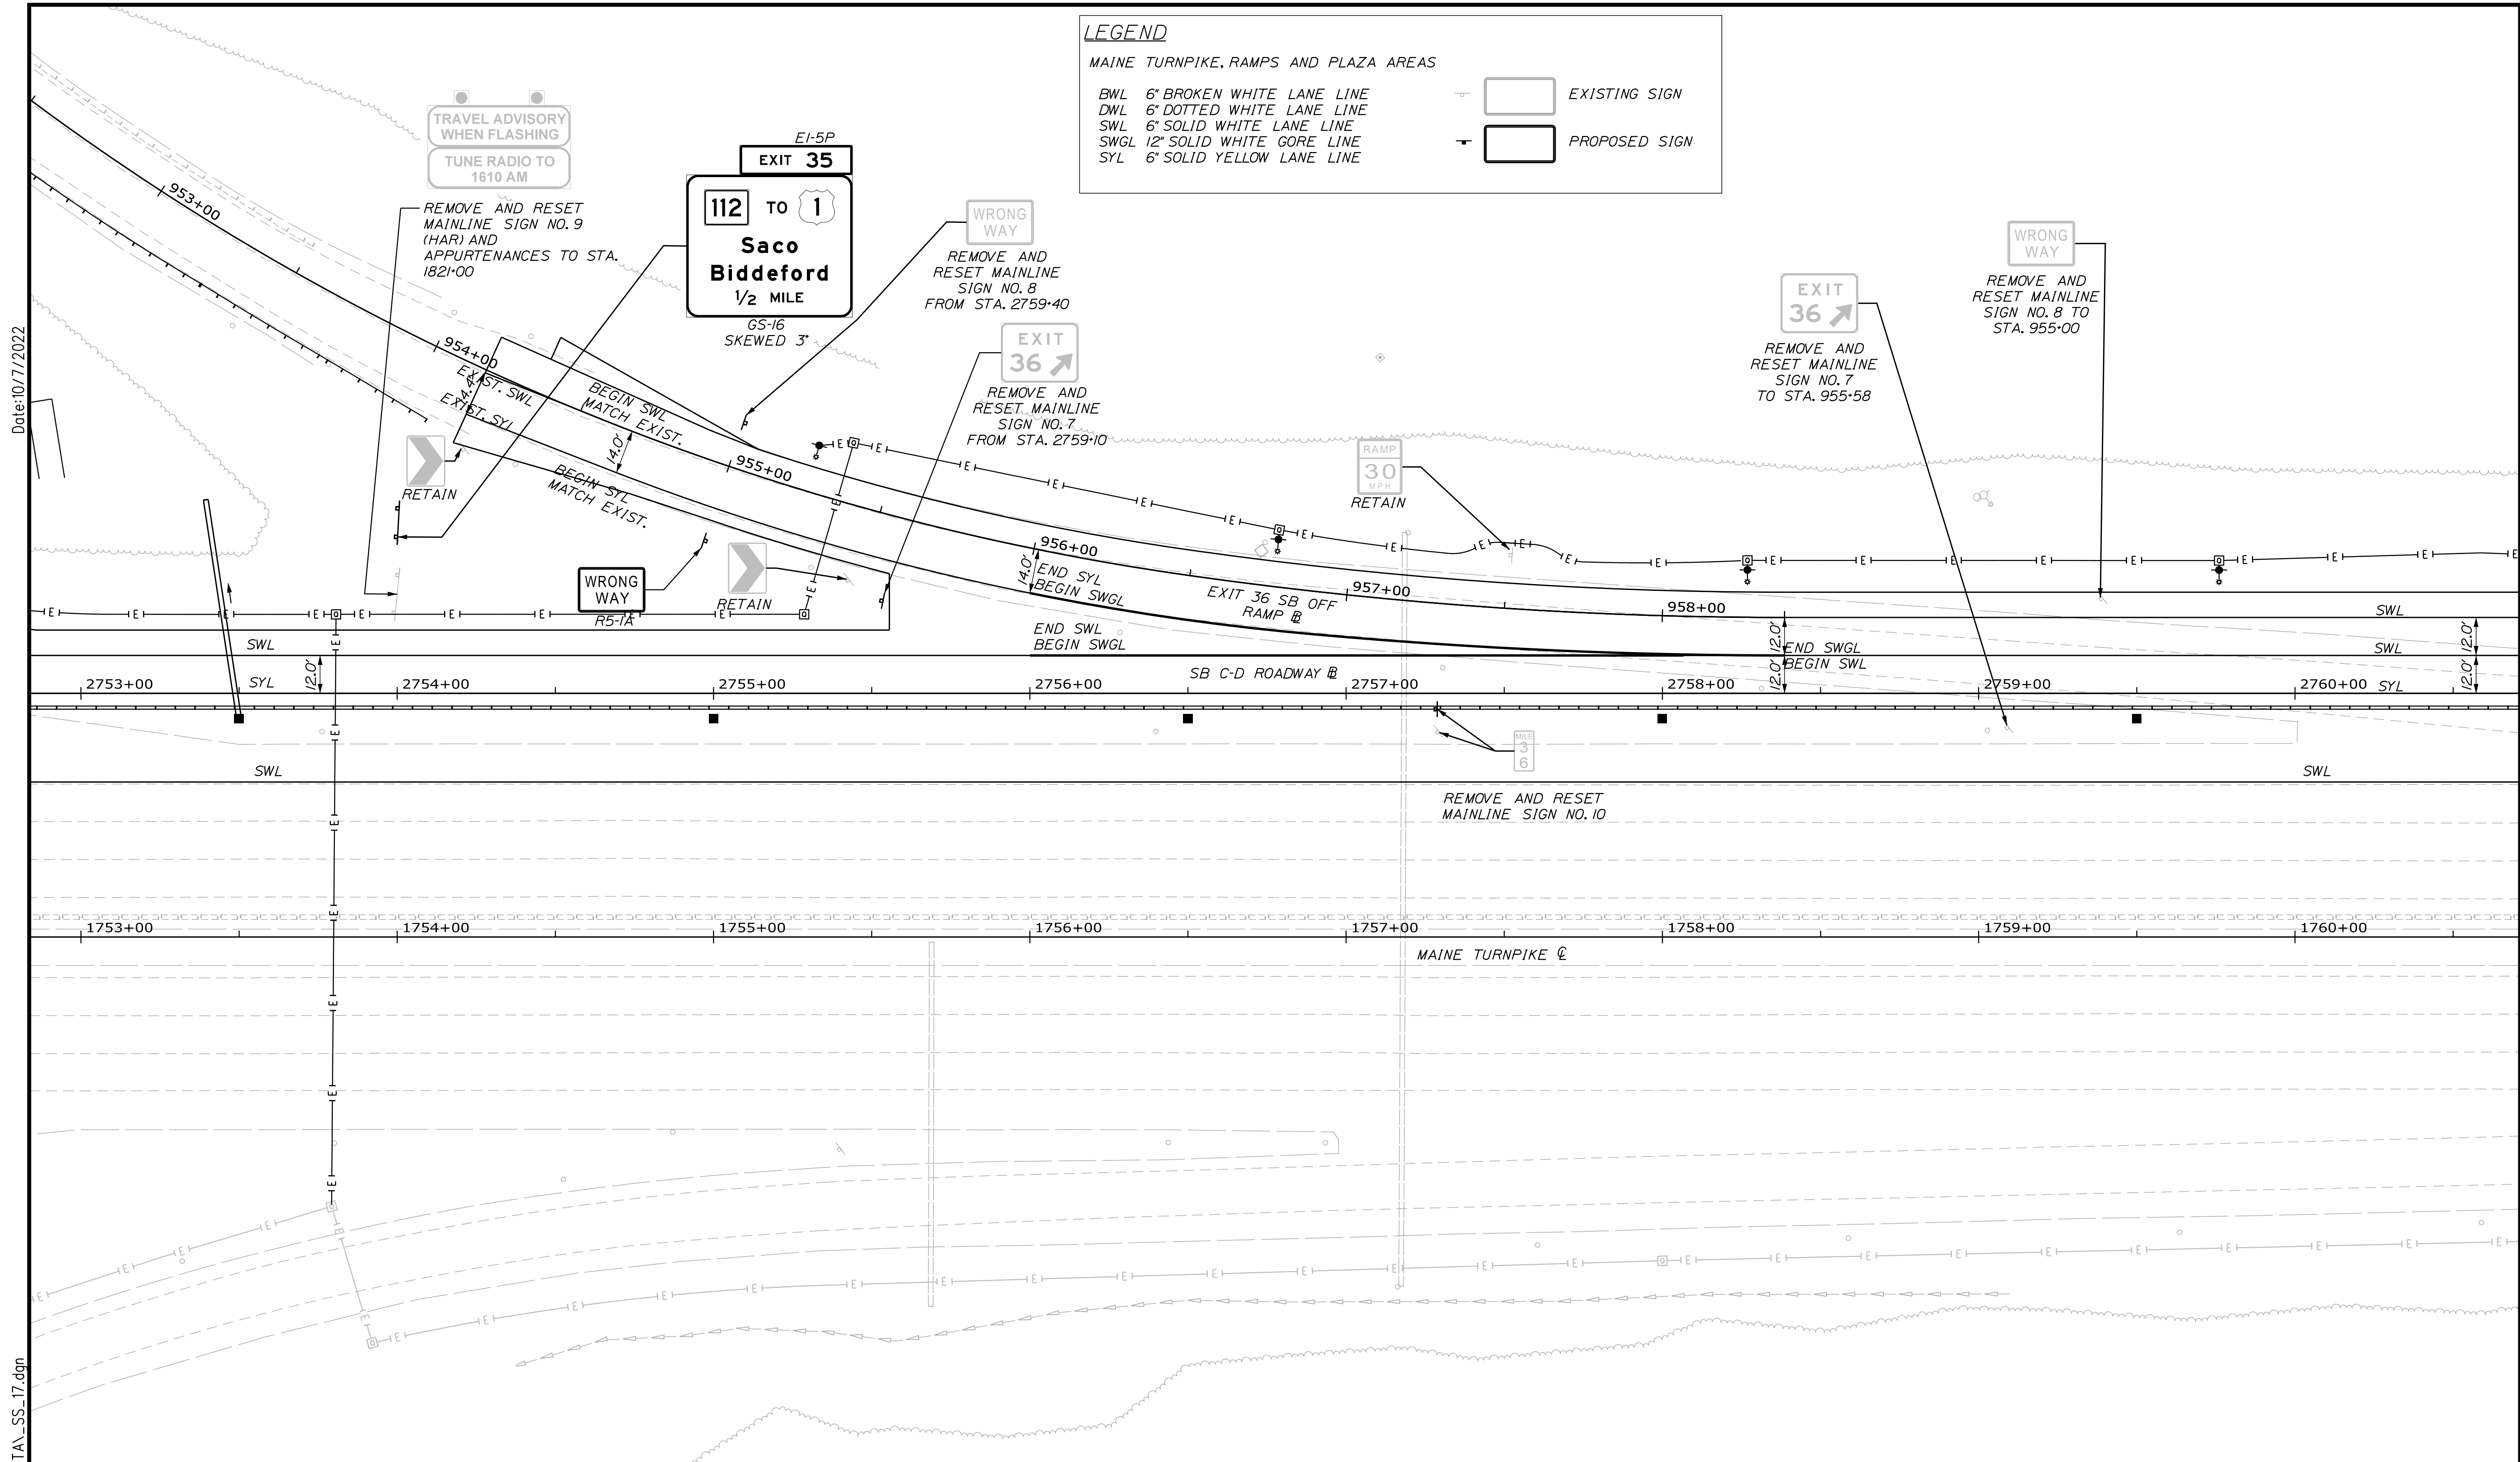 LEGEND
MAINE TURNPIKE, RAMPS AND PLAZA AREAS
BWL 6" BROKEN WHITE LANE LINE
DWL 6" DOTTED WHITE LANE LINE
SWL 6" SOLID WHITE LANE LINE
SWGL 12" SOLID WHITE GORE LINE
SYL 6" SOLID YELLOW LANE LINE
EXISTING SIGN
PROPOSED SIGN
TRAVEL ADVISORY
WHEN FLASHING
TUNE RADIO TO
1610 AM
REMOVE AND RESET
MAINLINE SIGN NO. 9
(HAR) AND
APPURTENANCES TO STA.
1821+00
E1-5P
EXIT 35
112 TO 1
Saco
Biddeford
1/2 MILE
GS-16
SKEWED 3°
WRONG
WAY
REMOVE AND
RESET MAINLINE
SIGN NO. 8
FROM STA. 2759+40
EXIT
36
REMOVE AND
RESET MAINLINE
SIGN NO. 7
FROM STA. 2759+10
EXIT
36
REMOVE AND
RESET MAINLINE
SIGN NO. 7
TO STA. 955+58
WRONG
WAY
REMOVE AND
RESET MAINLINE
SIGN NO. 8 TO
STA. 955+00
953+00
954+00
EXIST. SWL
14.4'
EXIST. SYL
BEGIN SWL
MATCH EXIST.
14.0'
955+00
BEGIN SYL
MATCH EXIST.
RETAIN
RAMP
30
MPH
RETAIN
WRONG
WAY
R5-1A
RETAIN
956+00
14.0'
END SYL
BEGIN SWGL
957+00
EXIT 36 SB OFF
RAMP BL
958+00
END SWL
BEGIN SWGL
SWL
SWL
12.0'
END SWGL
BEGIN SWL
12.0'
SWL
12.0'
12.0'
12.0'
SB C-D ROADWAY BL
2753+00
SYL
2754+00
2755+00
2756+00
2757+00
2758+00
2759+00
2760+00
SYL
MILE
3
6
SWL
SWL
REMOVE AND RESET
MAINLINE SIGN NO. 10
1753+00
1754+00
1755+00
1756+00
1757+00
1758+00
1759+00
1760+00
MAINE TURNPIKE CL
E E E E E E E E E E E E E E E E E E
Date:10/7/2022
TA\_SS_17.dgn